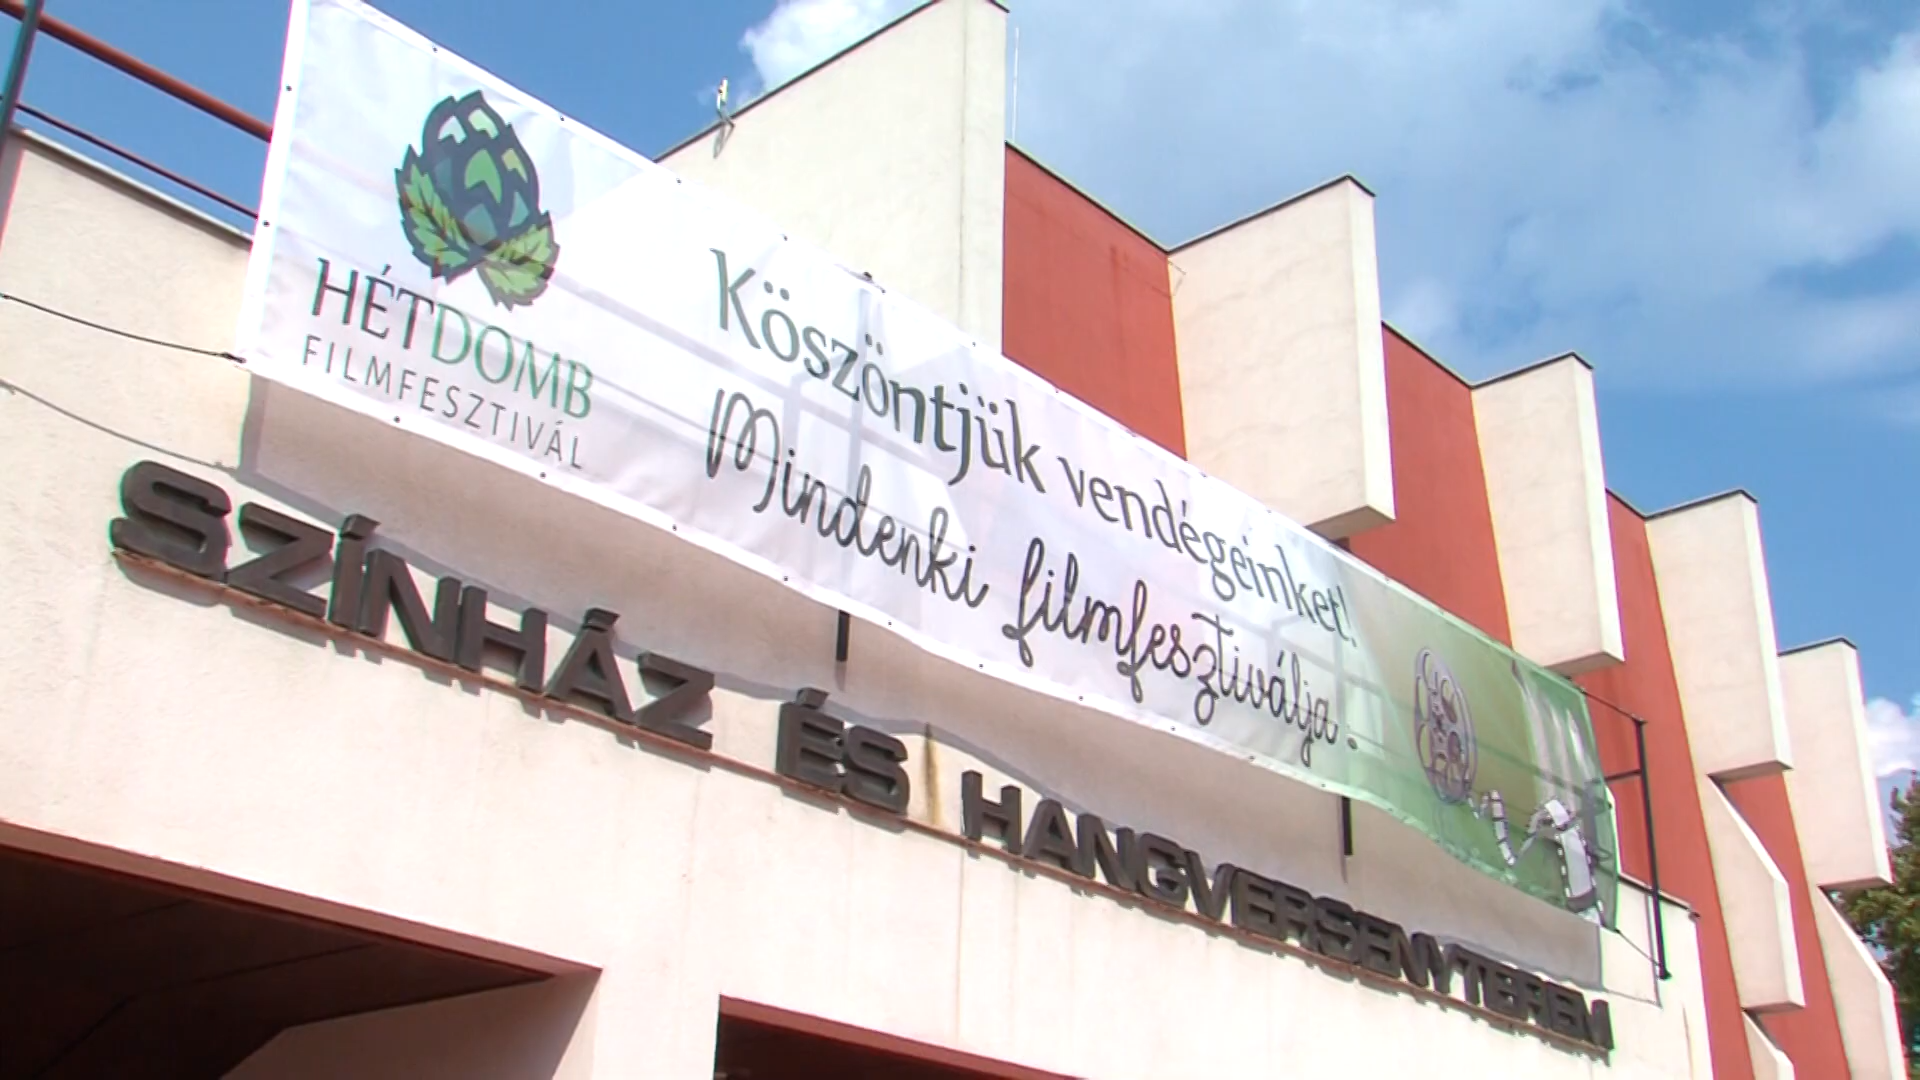 HÉTDOMB
FILMFESZTIVÁL
Köszöntjük vendégeinket!
Mindenki filmfesztiválja.
SZÍNHÁZ ÉS HANGVERSENYTEREM